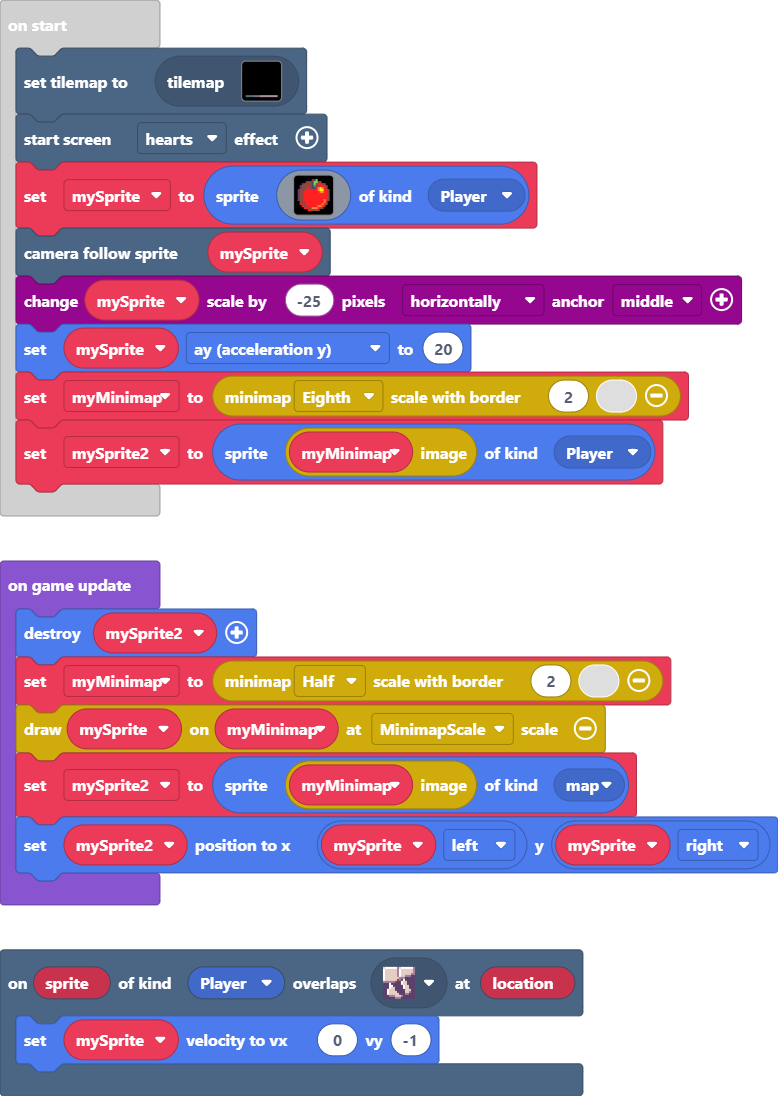 on start
set tilemap to tilemap
start screen hearts effect
set mySprite to sprite of kind Player
camera follow sprite mySprite
change mySprite scale by -25 pixels horizontally anchor middle
set mySprite ay (acceleration y) to 20
set myMinimap to minimap Eighth scale with border 2
set mySprite2 to sprite myMinimap image of kind Player
on game update
destroy mySprite2
set myMinimap to minimap Half scale with border 2
draw mySprite on myMinimap at MinimapScale scale
set mySprite2 to sprite myMinimap image of kind map
set mySprite2 position to x mySprite left y mySprite right
on sprite of kind Player overlaps at location
set mySprite velocity to vx 0 vy -1